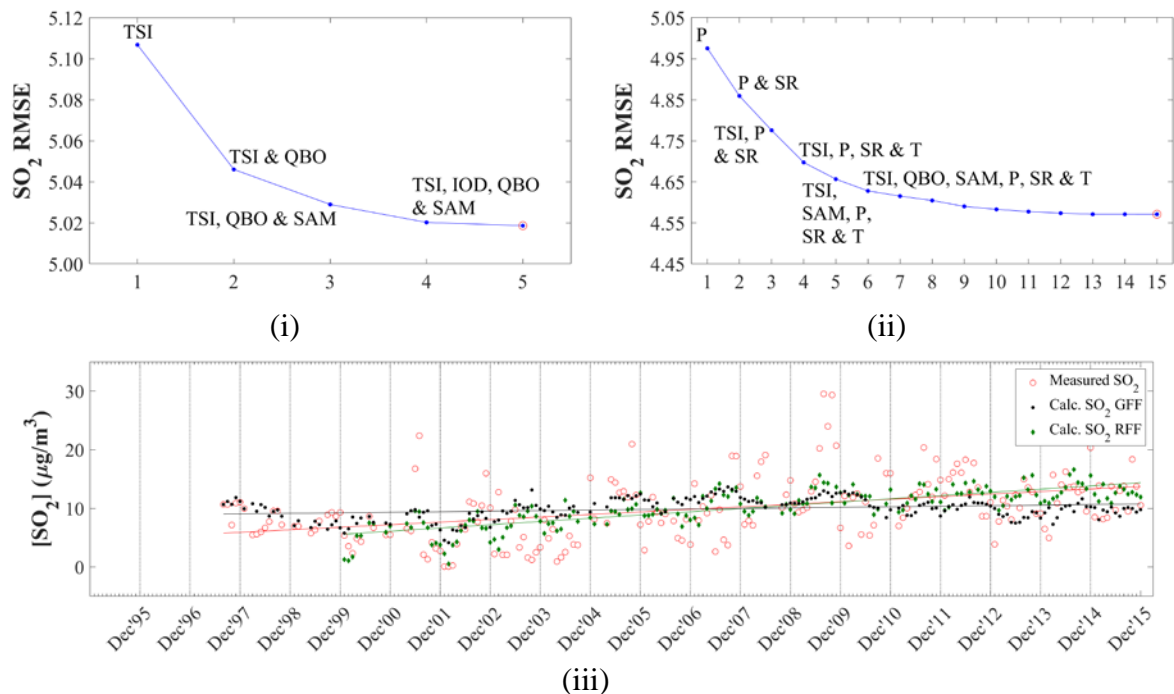 5.12
5.10
5.08
5.06
5.04
5.02
5.00
SO2 RMSE
TSI
TSI & QBO
TSI, QBO & SAM
TSI, IOD, QBO
& SAM
1 2 3 4 5
(i)
5.05
4.95
4.85
4.75
4.65
4.55
4.45
SO2 RMSE
P
P & SR
TSI, P
& SR
TSI, P, SR & T
TSI,
SAM, P,
SR & T
TSI, QBO, SAM, P, SR & T
1 2 3 4 5 6 7 8 9 10 11 12 13 14 15
(ii)
[SO2] (μg/m3)
30
20
10
0
Measured SO2
Calc. SO2 GFF
Calc. SO2 RFF
Dec'95 Dec'96 Dec'97 Dec'98 Dec'99 Dec'00 Dec'01 Dec'02 Dec'03 Dec'04 Dec'05 Dec'06 Dec'07 Dec'08 Dec'09 Dec'10 Dec'11 Dec'12 Dec'13 Dec'14 Dec'15
(iii)